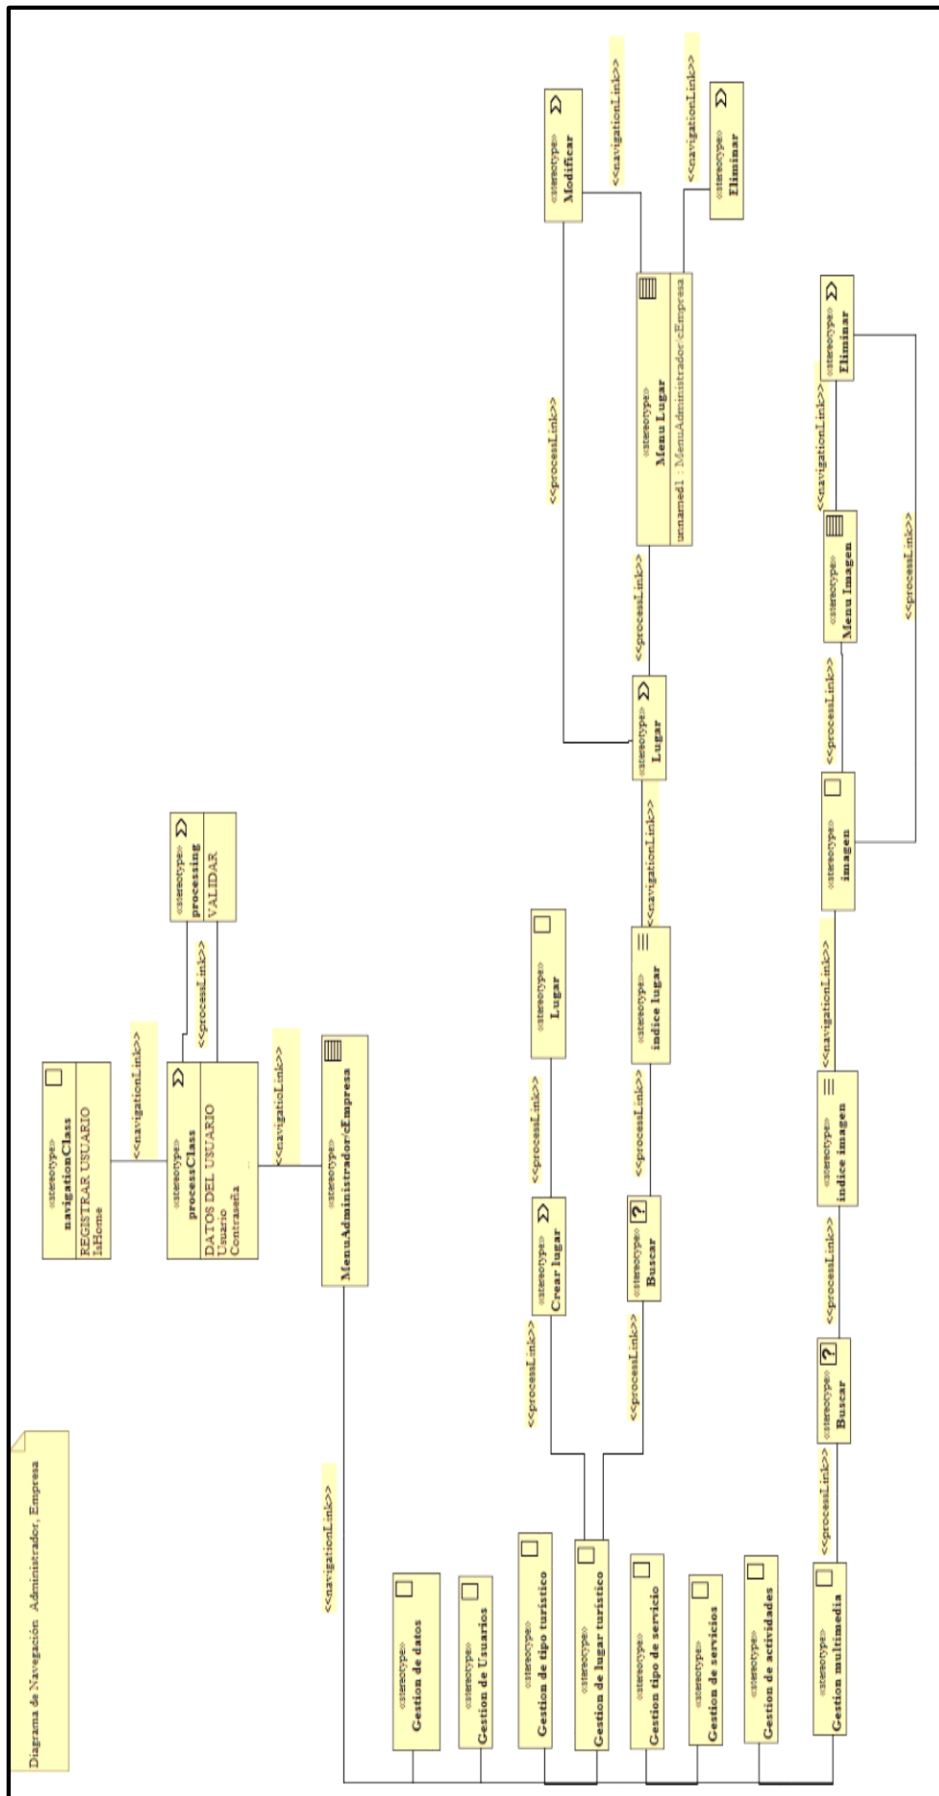 Diagrama de Navegación Administrador, Empresa
<<navigationLink>>
«stereotype»
navigationClass
REGISTRAR USUARIO
IsHome
<<navigationLink>>
«stereotype»
processClass
DATOS DEL USUARIO
Usuario
Contraseña
<<processLink>>
«stereotype»
processing
VALIDAR
<<navigatioLink>>
«stereotype»
MenuAdministrador/cEmpresa
«stereotype»
Gestion de datos
«stereotype»
Gestion de Usuarios
«stereotype»
Gestion de tipo turístico
«stereotype»
Gestion de lugar turístico
«stereotype»
Gestion tipo de servicio
«stereotype»
Gestion de servicios
«stereotype»
Gestion de actividades
«stereotype»
Gestion multimedia
<<processLink>>
«stereotype»
Crear lugar
<<processLink>>
«stereotype»
Lugar
<<processLink>>
«stereotype»
Buscar
?
<<processLink>>
«stereotype»
indice lugar
<<navigationLink>>
«stereotype»
Lugar
<<processLink>>
<<processLink>>
«stereotype»
Menu Lugar
unnamed1 : MenuAdministrador/cEmpresa
«stereotype»
Modificar
<<navigationLink>>
<<navigationLink>>
«stereotype»
Eliminar
<<processLink>>
«stereotype»
Buscar
?
<<processLink>>
«stereotype»
indice imagen
<<navigationLink>>
«stereotype»
imagen
<<processLink>>
«stereotype»
Menu Imagen
<<navigationLink>>
«stereotype»
Eliminar
<<processLink>>